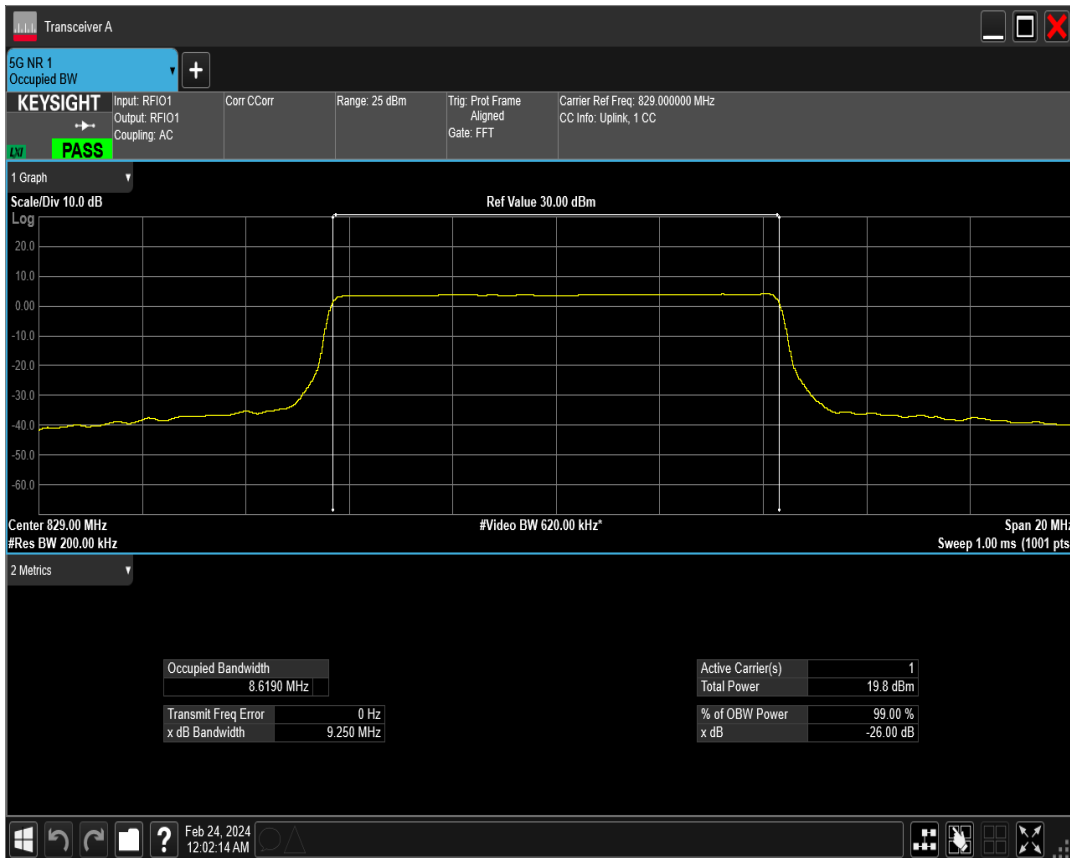 Transceiver A
5G NR 1
Occupied BW
KEYSIGHT
LXI
PASS
Input: RFIO1
Output: RFIO1
Coupling: AC
Corr CCorr
Range: 25 dBm
Trig: Prot Frame
Aligned
Gate: FFT
Carrier Ref Freq: 829.000000 MHz
CC Info: Uplink, 1 CC
1 Graph
Scale/Div 10.0 dB
Ref Value 30.00 dBm
Log
20.0
10.0
0.00
-10.0
-20.0
-30.0
-40.0
-50.0
-60.0
Center 829.00 MHz
#Video BW 620.00 kHz*
Span 20 MHz
#Res BW 200.00 kHz
Sweep 1.00 ms (1001 pts
2 Metrics
Occupied Bandwidth
8.6190 MHz
Transmit Freq Error 0 Hz
x dB Bandwidth 9.250 MHz
Active Carrier(s) 1
Total Power 19.8 dBm
% of OBW Power 99.00 %
x dB -26.00 dB
?
Feb 24, 2024
12:02:14 AM